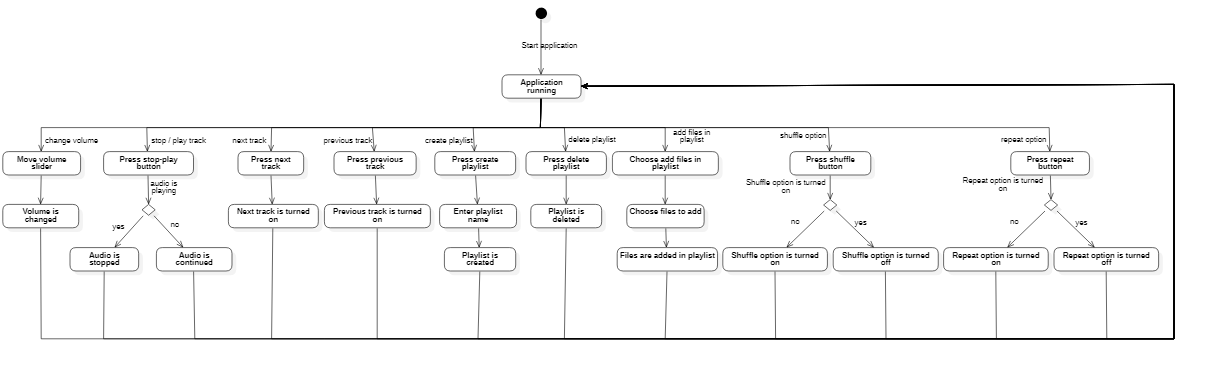 Start application
Application
running
change volume
stop / play track
next track
previous track
create playlist
delete playlist
add files in
playlist
shuffle option
repeat option
Move volume
slider
Press stop-play
button
Press next
track
Press previous
track
Press create
playlist
Press delete
playlist
Choose add files in
playlist
Press shuffle
button
Press repeat
button
audio is
playing
Shuffle option is turned
on
Repeat option is turned
on
Volume is
changed
Next track is turned
on
Previous track is turned
on
Enter playlist
name
Playlist is
deleted
Choose files to add
yes
no
no
yes
no
yes
Audio is
stopped
Audio is
continued
Playlist is
created
Files are added in playlist
Shuffle option is turned
on
Shuffle option is turned
off
Repeat option is turned
on
Repeat option is turned
off